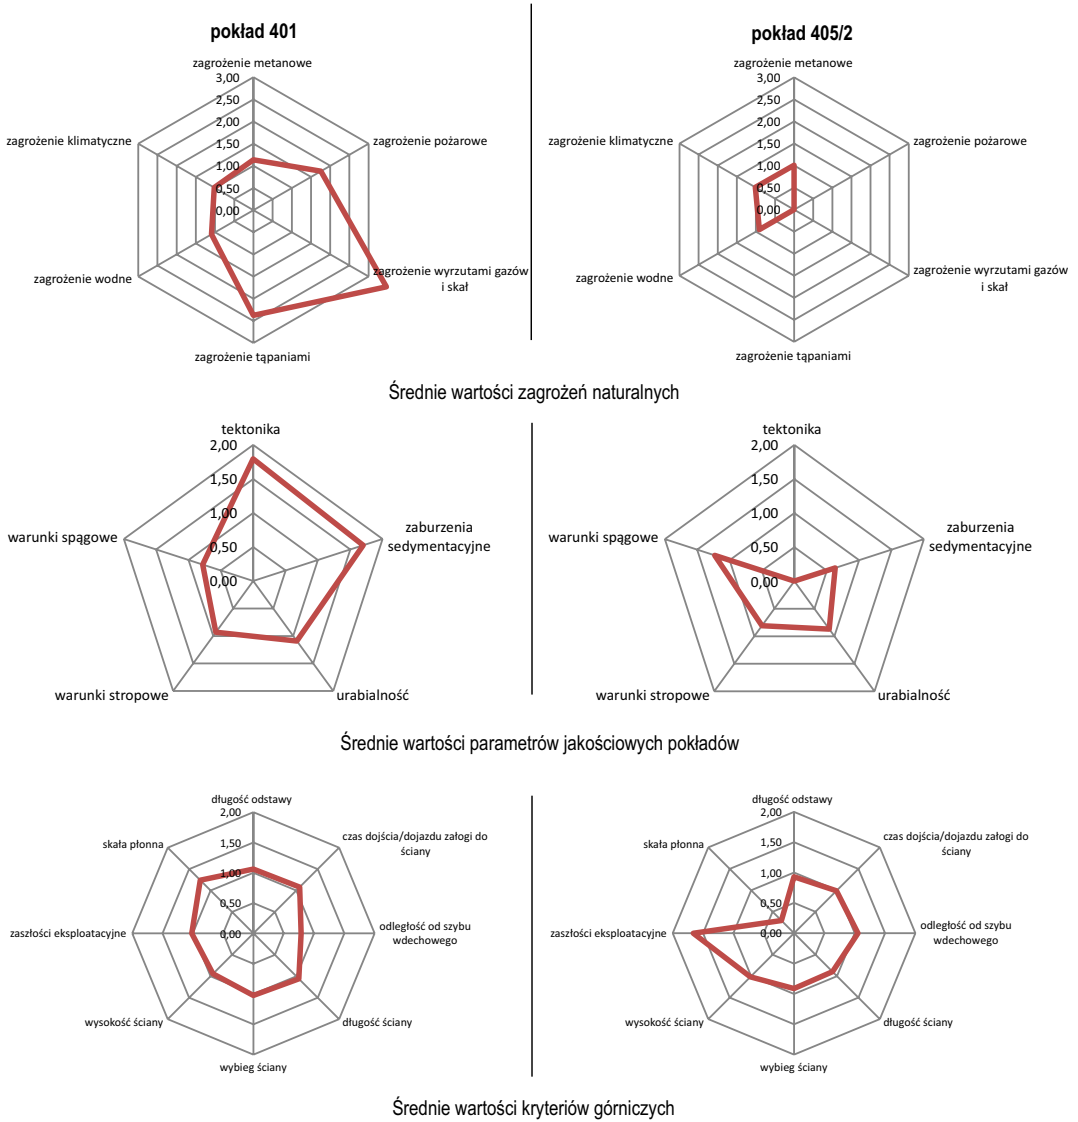 pokład 401
zagrożenie metanowe
3,00
2,50
2,00
1,50
1,00
0,50
0,00
zagrożenie pożarowe
zagrożenie wyrzutami gazów
i skał
zagrożenie tąpaniami
zagrożenie wodne
zagrożenie klimatyczne
pokład 405/2
zagrożenie metanowe
3,00
2,50
2,00
1,50
1,00
0,50
0,00
zagrożenie pożarowe
zagrożenie wyrzutami gazów
i skał
zagrożenie tąpaniami
zagrożenie wodne
zagrożenie klimatyczne
Średnie wartości zagrożeń naturalnych
tektonika
2,00
1,50
1,00
0,50
0,00
zaburzenia
sedymentacyjne
urabialność
warunki stropowe
warunki spągowe
tektonika
2,00
1,50
1,00
0,50
0,00
zaburzenia
sedymentacyjne
urabialność
warunki stropowe
warunki spągowe
Średnie wartości parametrów jakościowych pokładów
długość odstawy
2,00
1,50
1,00
0,50
0,00
czas dojścia/dojazdu załogi do
ściany
odległość od szybu
wdechowego
długość ściany
wybieg ściany
wysokość ściany
zaszłości eksploatacyjne
skała płonna
długość odstawy
2,00
1,50
1,00
0,50
0,00
czas dojścia/dojazdu załogi do
ściany
odległość od szybu
wdechowego
długość ściany
wybieg ściany
wysokość ściany
zaszłości eksploatacyjne
skała płonna
Średnie wartości kryteriów górniczych